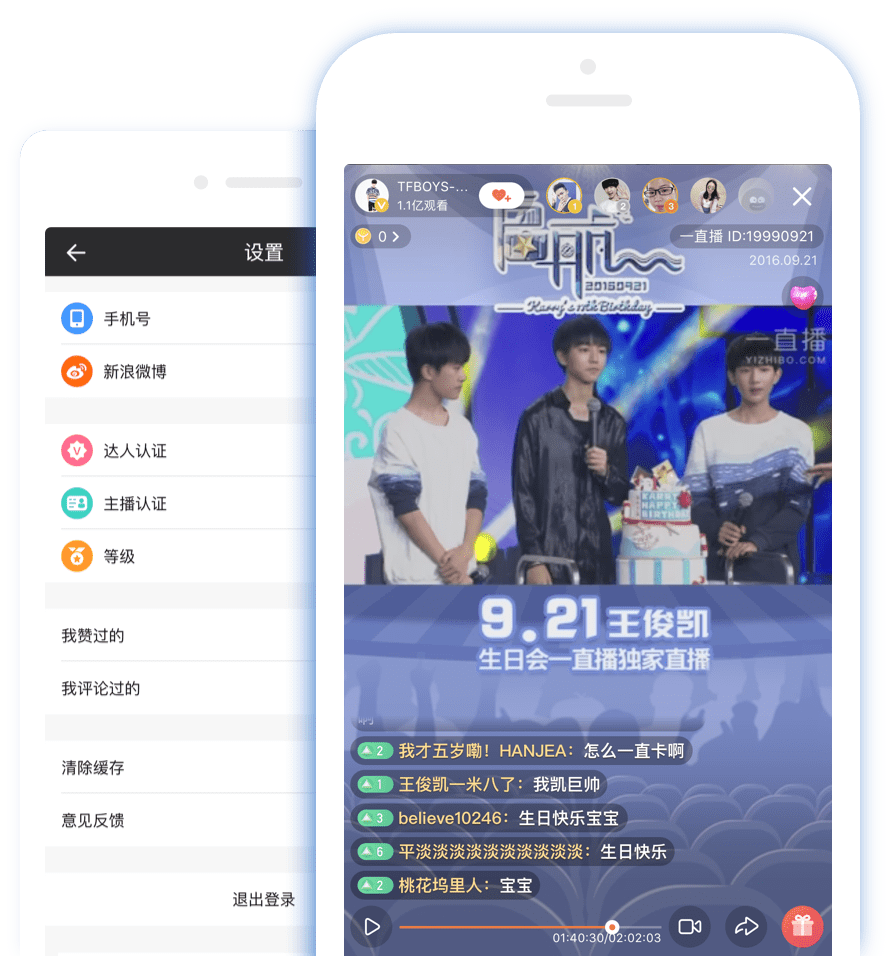 设置
手机号
新浪微博
达人认证
主播认证
等级
我赞过的
我评论过的
清除缓存
意见反馈
退出登录
TFBOYS-...
1.1亿观看
1
2
3
0
一直播 ID:19990921
2016.09.21
20160921
Karry's 17th Birthday
一直播
YIZHIBO.COM
KARRY
HAPPY
BIRTHDAY
9.21王俊凯
生日会一直播独家直播
2 我才五岁嘞！HANJEA：怎么一直卡啊
1 王俊凯一米八了：我凯巨帅
3 believe10246：生日快乐宝宝
6 平淡淡淡淡淡淡淡淡淡淡：生日快乐
2 桃花坞里人：宝宝
01:40:30/02:02:03